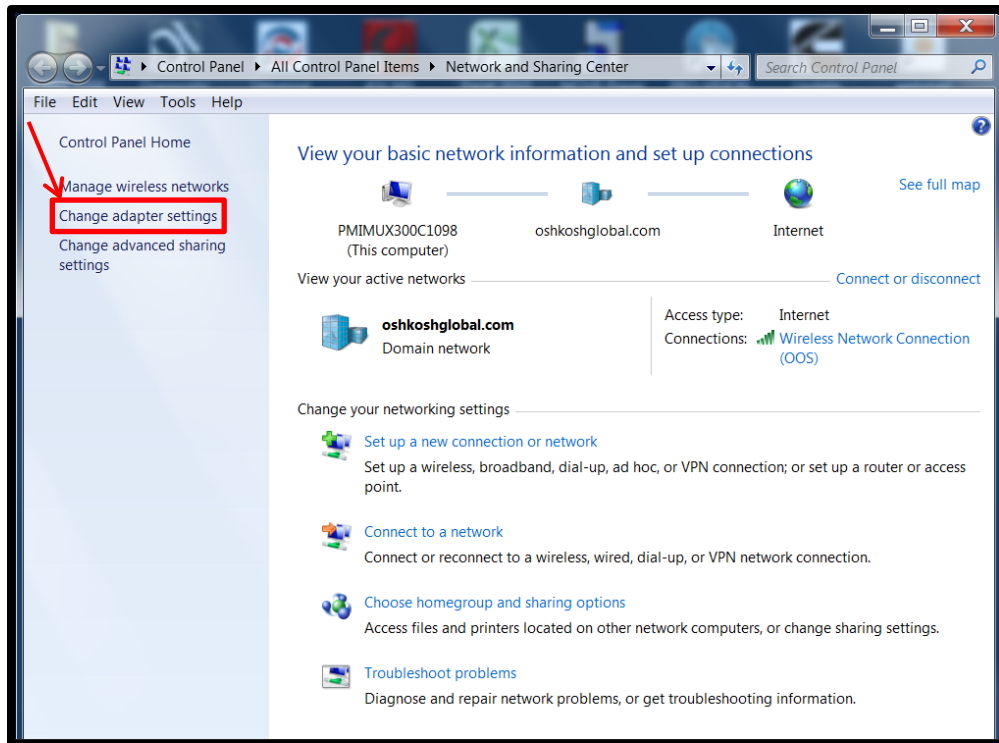 Control Panel ▸ All Control Panel Items ▸ Network and Sharing Center
Search Control Panel
File Edit View Tools Help
Control Panel Home
Manage wireless networks
Change adapter settings
Change advanced sharing
settings
View your basic network information and set up connections
See full map
PMIMUX300C1098
(This computer)
oshkoshglobal.com
Internet
View your active networks
Connect or disconnect
oshkoshglobal.com
Domain network
Access type: Internet
Connections: Wireless Network Connection
(OOS)
Change your networking settings
Set up a new connection or network
Set up a wireless, broadband, dial-up, ad hoc, or VPN connection; or set up a router or access
point.
Connect to a network
Connect or reconnect to a wireless, wired, dial-up, or VPN network connection.
Choose homegroup and sharing options
Access files and printers located on other network computers, or change sharing settings.
Troubleshoot problems
Diagnose and repair network problems, or get troubleshooting information.